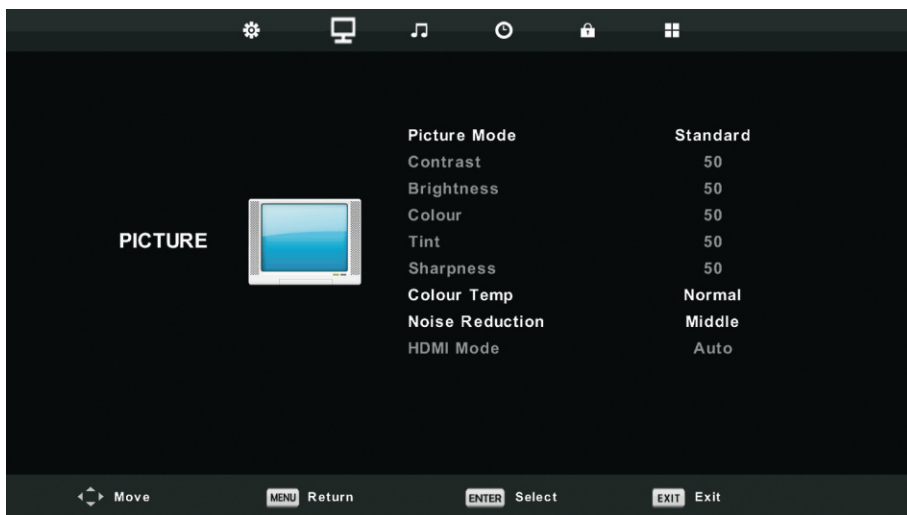 Picture Mode Standard
Contrast 50
Brightness 50
Colour 50
PICTURE
Tint 50
Sharpness 50
Colour Temp Normal
Noise Reduction Middle
HDMI Mode Auto
Move MENU Return ENTER Select EXIT Exit